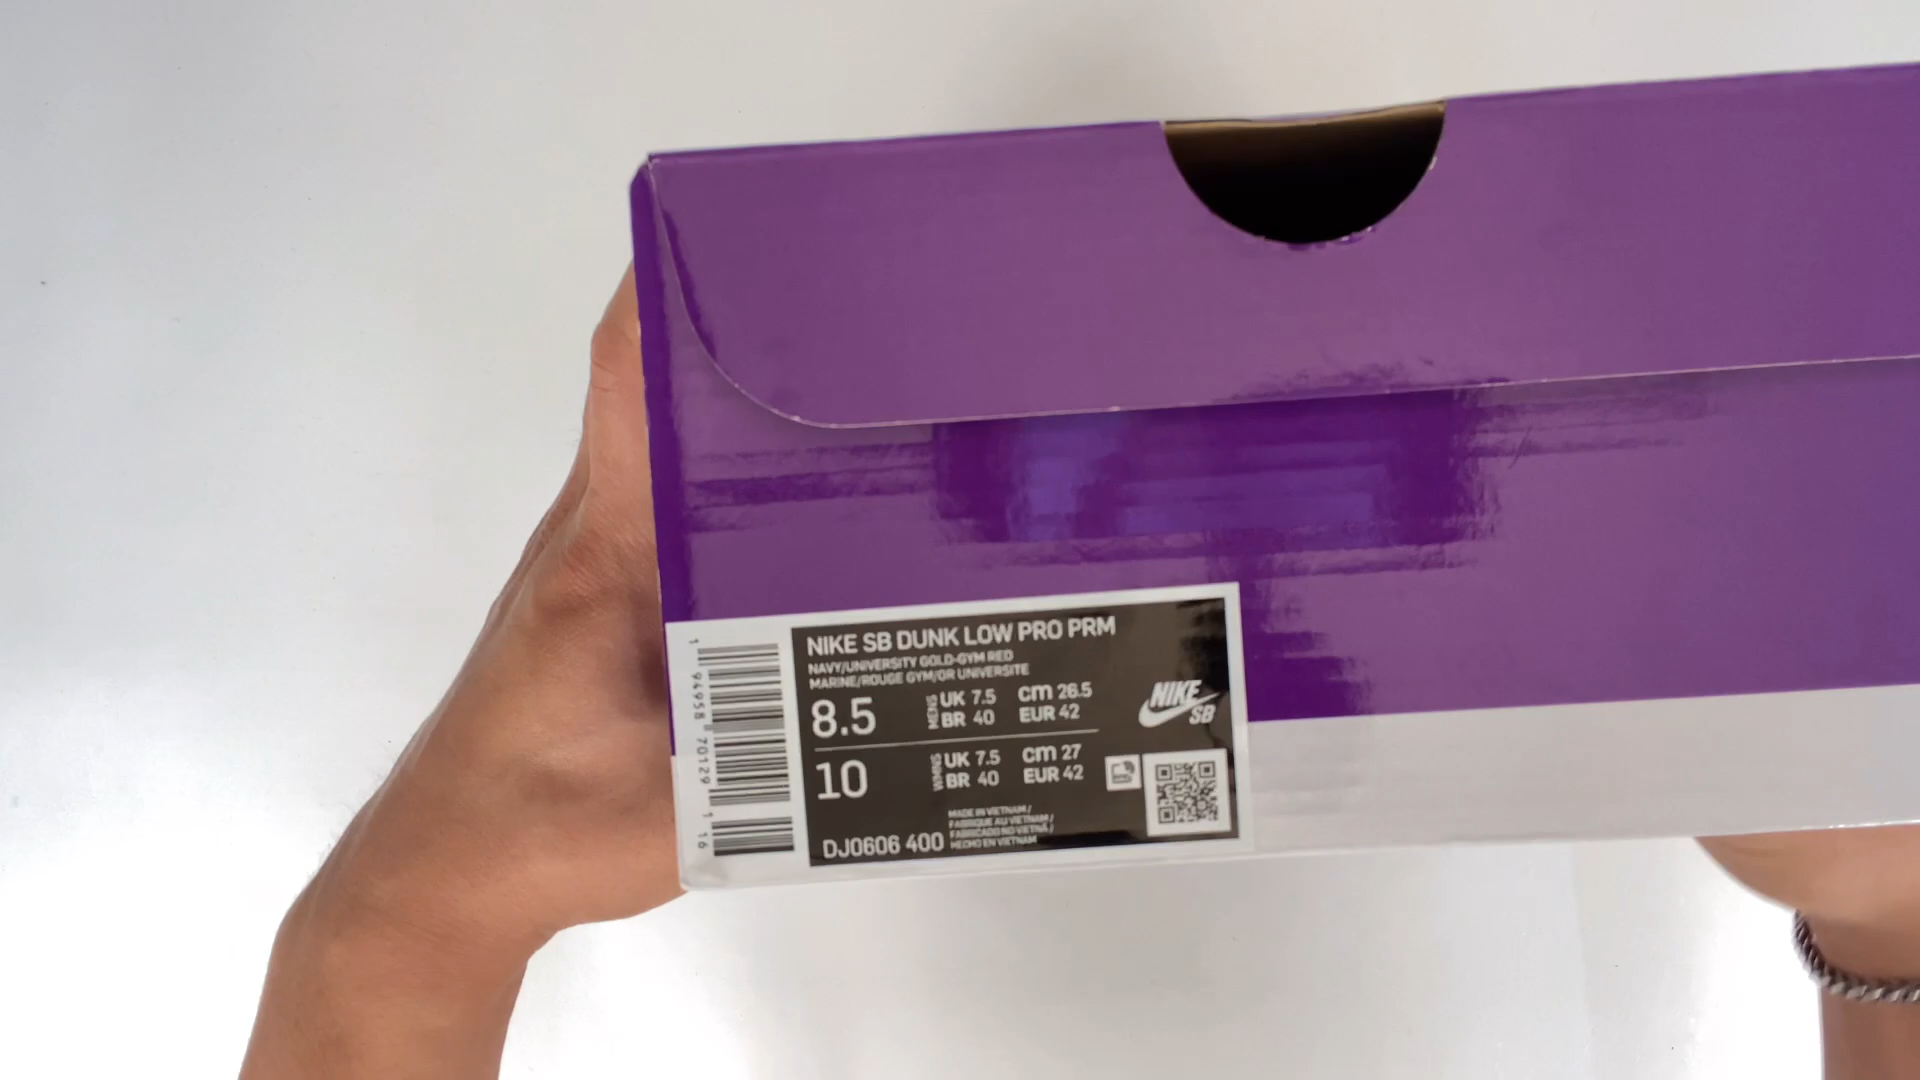 NIKE SB DUNK LOW PRO PRM
NAVY/UNIVERSITY GOLD-GYM RED
MARINE/ROUGE GYM/OR UNIVERSITE
8.5 MENS UK 7.5 cm 26.5
BR 40 EUR 42
10 WMNS UK 7.5 cm 27
BR 40 EUR 42
NIKE
SB
DJ0606 400
MADE IN VIETNAM /
FABRIQUE AU VIETNAM /
FABRICADO NO VIETNÃ /
HECHO EN VIETNAM
1 94958 70129 1 16